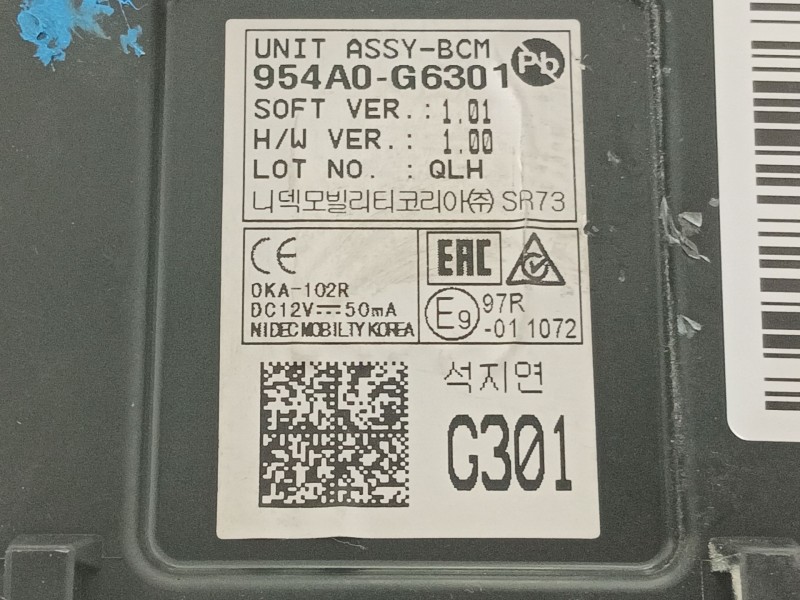 UNIT ASSY-BCM
Pb
954A0-G6301
SOFT VER.: 1.01
H/W VER.: 1.00
LOT NO. : QLH
니덱모빌리티코리아㈜ SR73
CE
EAC
OKA-102R
DC12V⎓50mA
NIDEC MOBILTY KOREA
E9
97R
-01 1072
석지연
G301